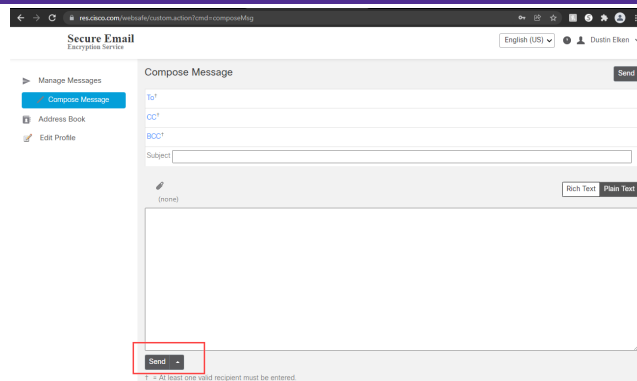 res.cisco.com/websafe/custom.action?cmd=composeMsg
Secure Email
Encryption Service
English (US)
Dustin Elken
Manage Messages
Compose Message
Address Book
Edit Profile
Compose Message
Send
To†
CC†
BCC†
Subject
(none)
Rich Text Plain Text
Send
† = At least one valid recipient must be entered.